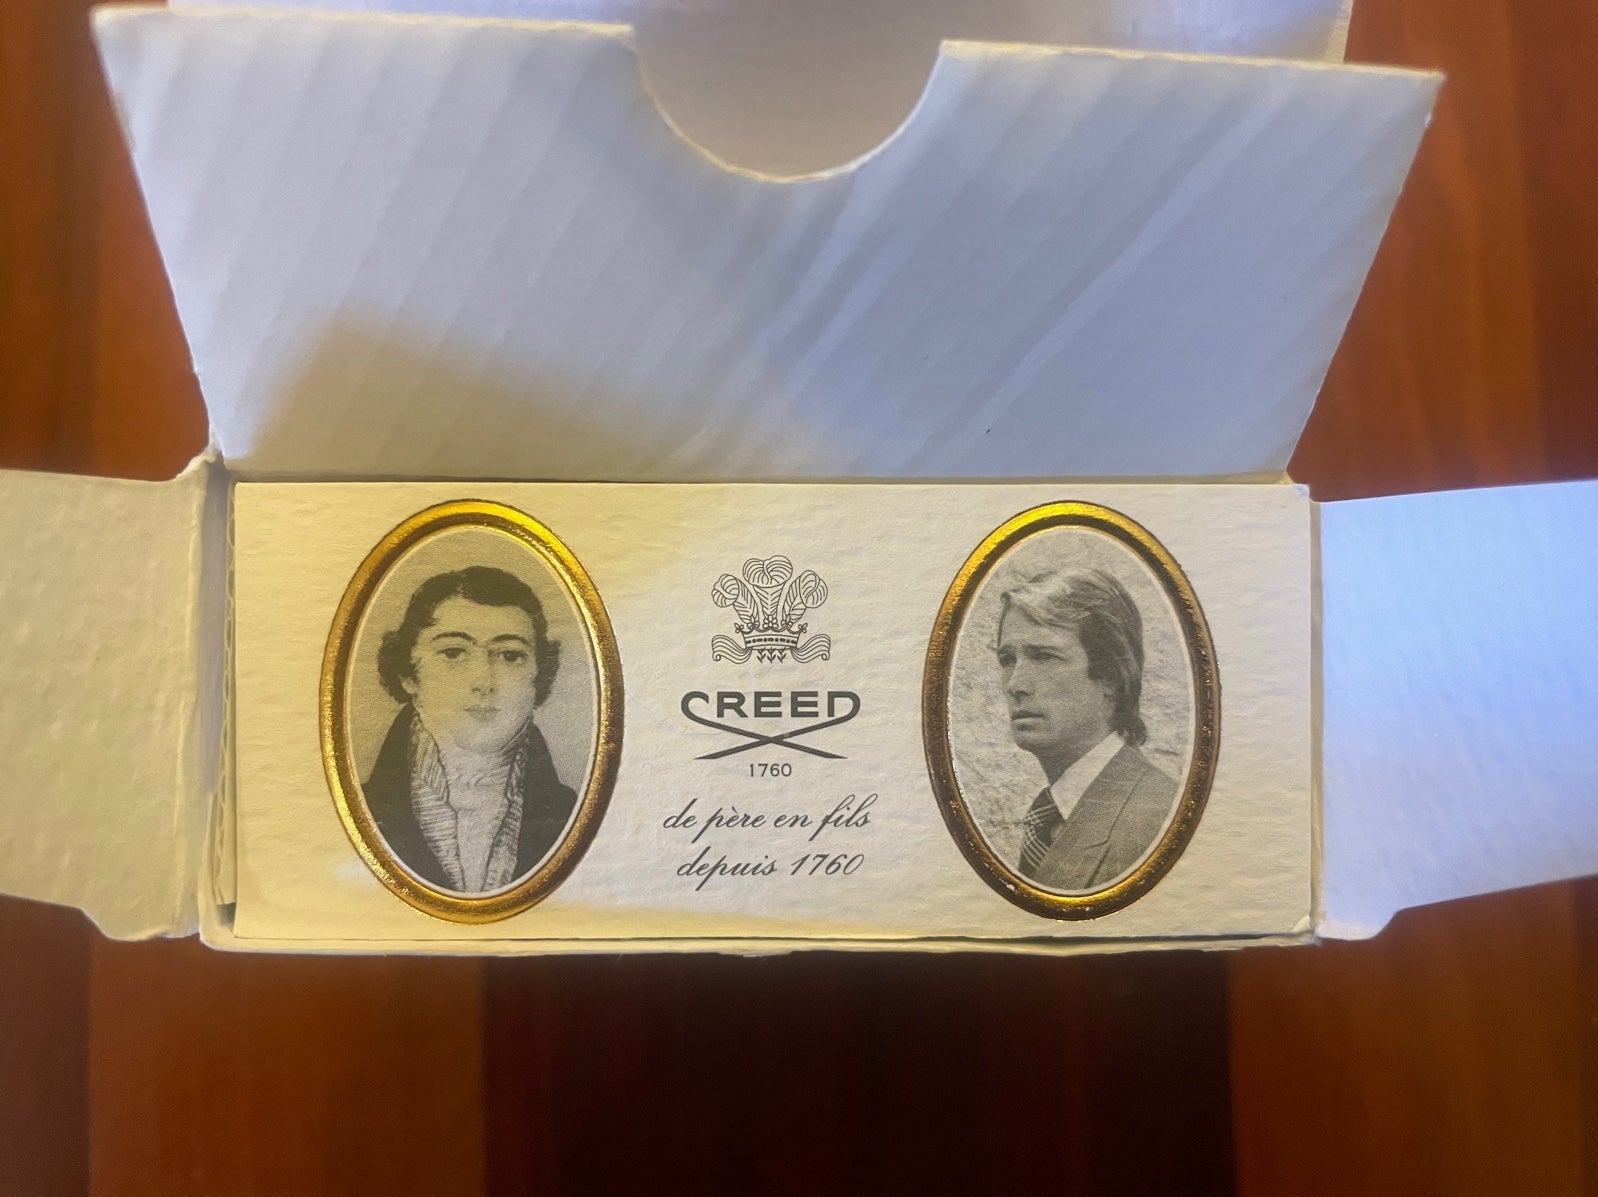 CREED
1760
de père en fils
depuis 1760